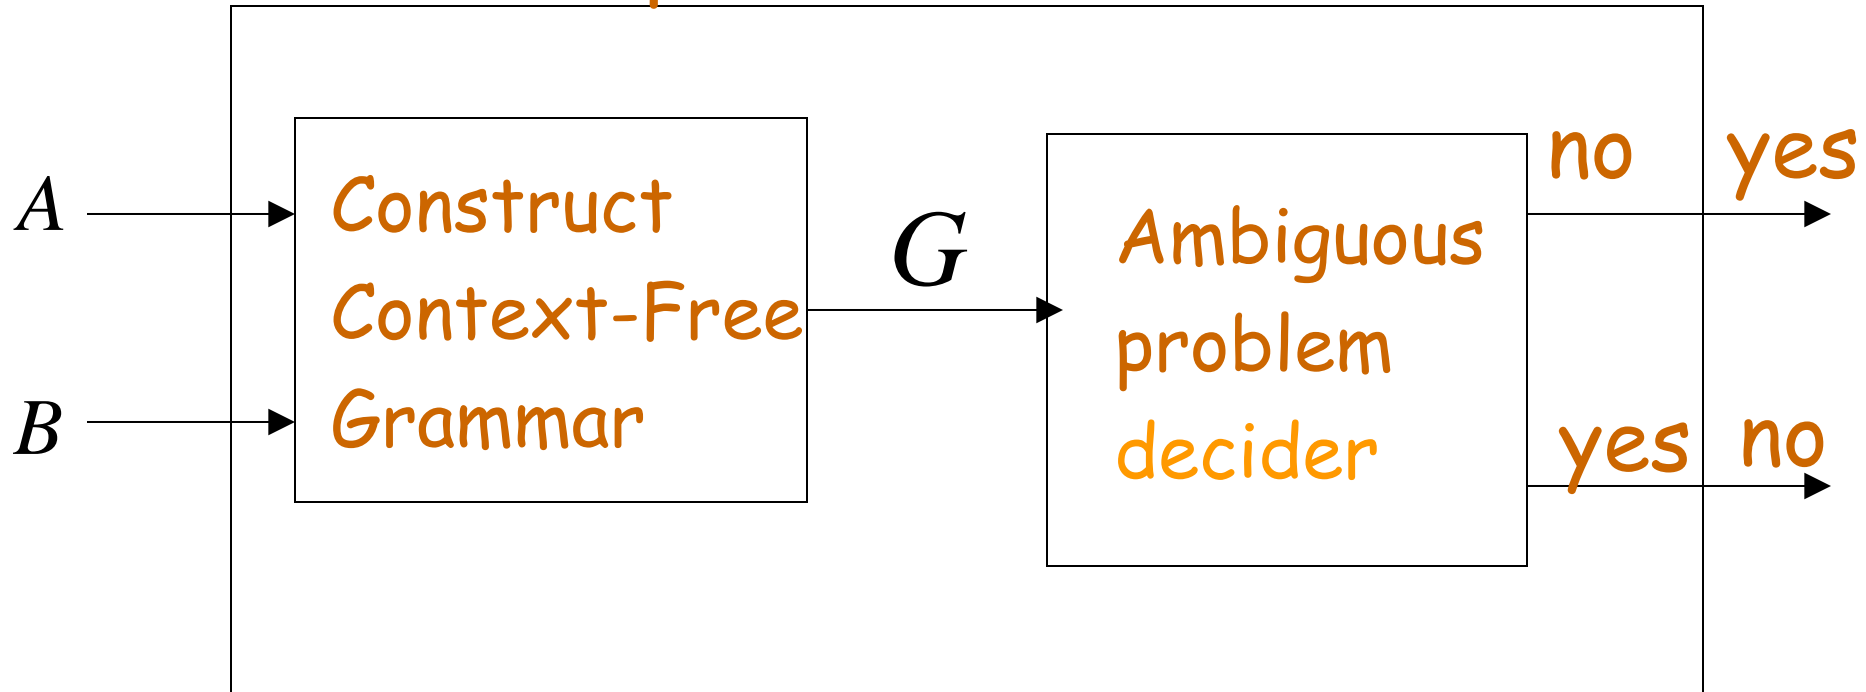 A
B
Construct
Context-Free
Grammar
G
Ambiguous
problem
decider
no yes
yes no